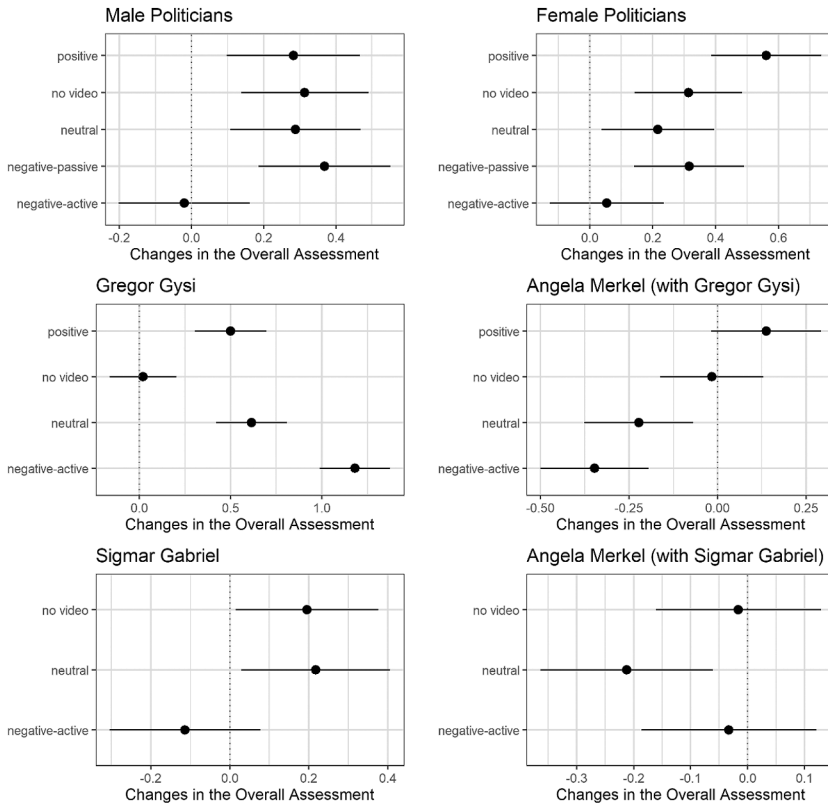 Male Politicians
positive
no video
neutral
negative-passive
negative-active
-0.2 0.0 0.2 0.4
Changes in the Overall Assessment
Female Politicians
positive
no video
neutral
negative-passive
negative-active
0.0 0.2 0.4 0.6
Changes in the Overall Assessment
Gregor Gysi
positive
no video
neutral
negative-active
0.0 0.5 1.0
Changes in the Overall Assessment
Angela Merkel (with Gregor Gysi)
positive
no video
neutral
negative-active
-0.50 -0.25 0.00 0.25
Changes in the Overall Assessment
Sigmar Gabriel
no video
neutral
negative-active
-0.2 0.0 0.2 0.4
Changes in the Overall Assessment
Angela Merkel (with Sigmar Gabriel)
no video
neutral
negative-active
-0.3 -0.2 -0.1 0.0 0.1
Changes in the Overall Assessment